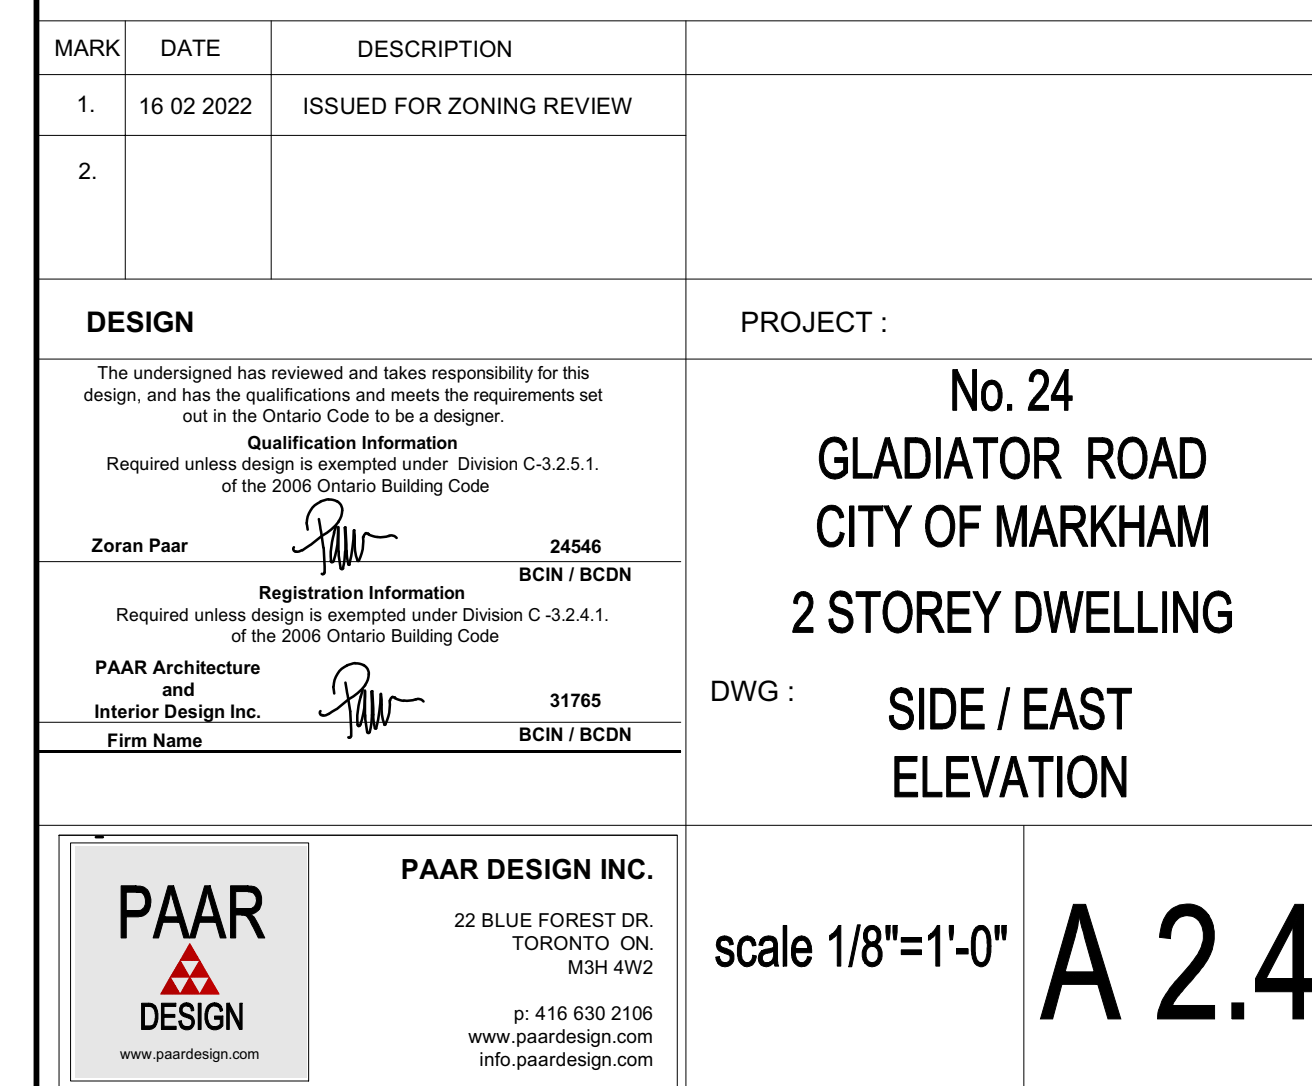 MARK DATE DESCRIPTION
1. 16 02 2022 ISSUED FOR ZONING REVIEW
2.
DESIGN
The undersigned has reviewed and takes responsibility for this
design, and has the qualifications and meets the requirements set
out in the Ontario Code to be a designer.
Qualification Information
Required unless design is exempted under Division C-3.2.5.1.
of the 2006 Ontario Building Code
Zoran Paar Paar 24546
BCIN / BCDN
Registration Information
Required unless design is exempted under Division C -3.2.4.1.
of the 2006 Ontario Building Code
PAAR Architecture
and
Interior Design Inc. Paar 31765
Firm Name BCIN / BCDN
PROJECT :
No. 24
GLADIATOR ROAD
CITY OF MARKHAM
2 STOREY DWELLING
DWG :
SIDE / EAST
ELEVATION
PAAR
DESIGN
www.paardesign.com
PAAR DESIGN INC.
22 BLUE FOREST DR.
TORONTO ON.
M3H 4W2
p: 416 630 2106
www.paardesign.com
info.paardesign.com
scale 1/8"=1'-0"
A 2.4